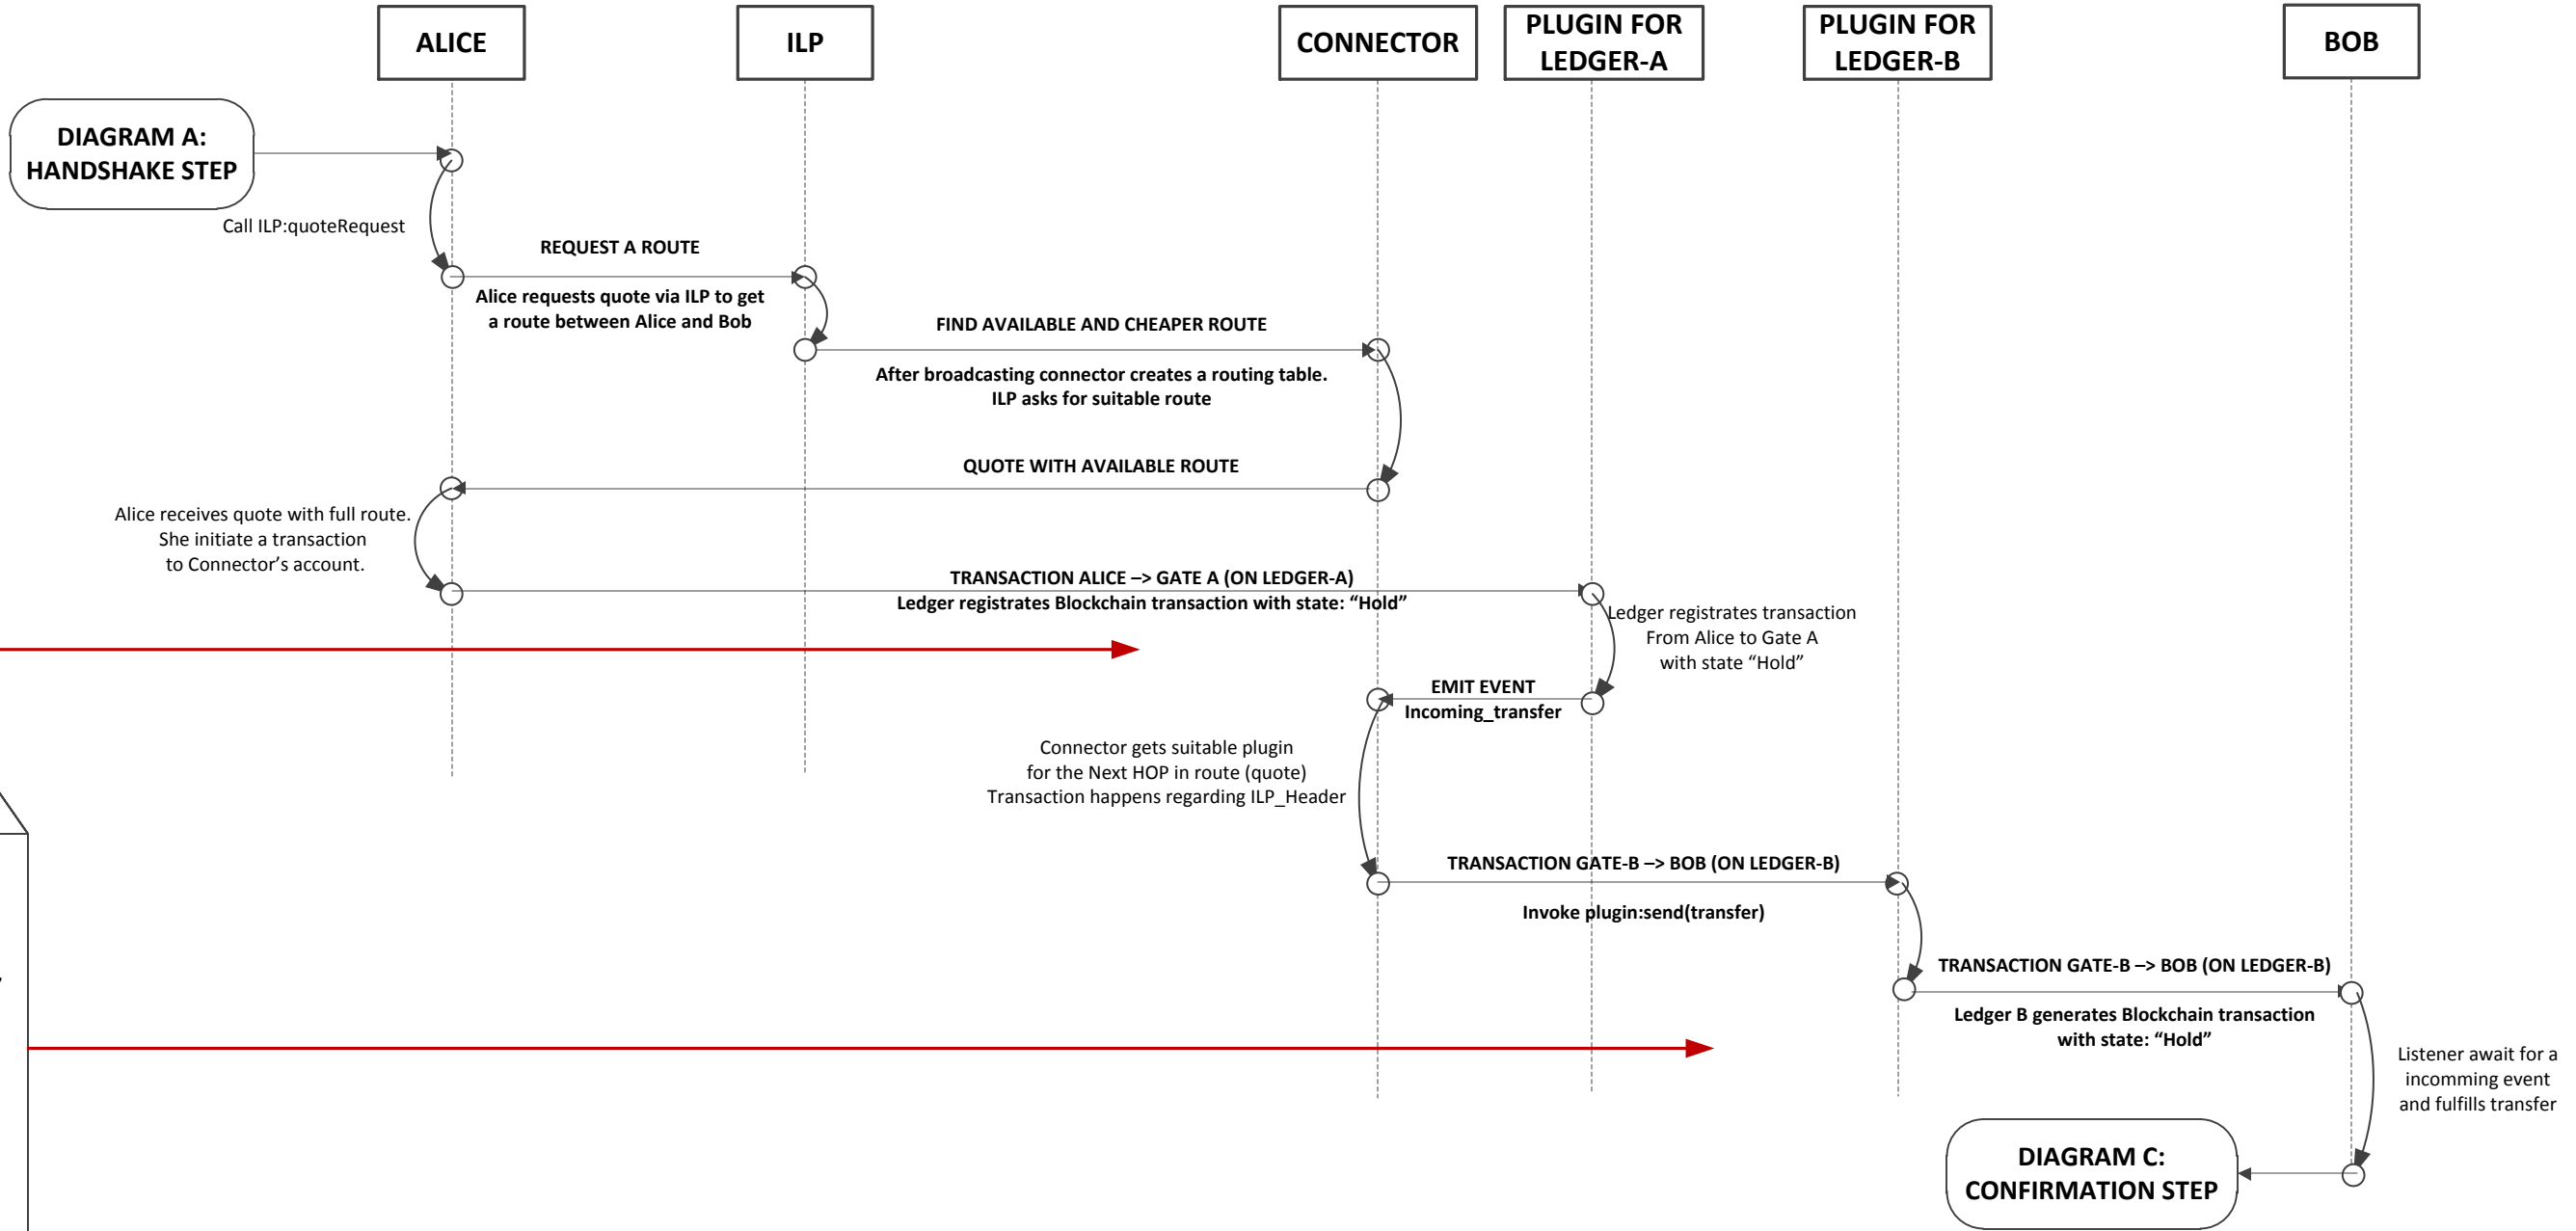 ALICE
ILP
CONNECTOR
PLUGIN FOR
LEDGER-A
PLUGIN FOR
LEDGER-B
BOB
DIAGRAM A:
HANDSHAKE STEP
Call ILP:quoteRequest
REQUEST A ROUTE
Alice requests quote via ILP to get
a route between Alice and Bob
FIND AVAILABLE AND CHEAPER ROUTE
After broadcasting connector creates a routing table.
ILP asks for suitable route
QUOTE WITH AVAILABLE ROUTE
Alice receives quote with full route.
She initiate a transaction
to Connector’s account.
TRANSACTION ALICE –> GATE A (ON LEDGER-A)
Ledger registrates Blockchain transaction with state: “Hold”
Ledger registrates transaction
From Alice to Gate A
with state “Hold”
EMIT EVENT
Incoming_transfer
Connector gets suitable plugin
for the Next HOP in route (quote)
Transaction happens regarding ILP_Header
TRANSACTION GATE-B –> BOB (ON LEDGER-B)
Invoke plugin:send(transfer)
TRANSACTION GATE-B –> BOB (ON LEDGER-B)
Ledger B generates Blockchain transaction
with state: “Hold”
Listener await for a
incomming event
and fulfills transfer
DIAGRAM C:
CONFIRMATION STEP